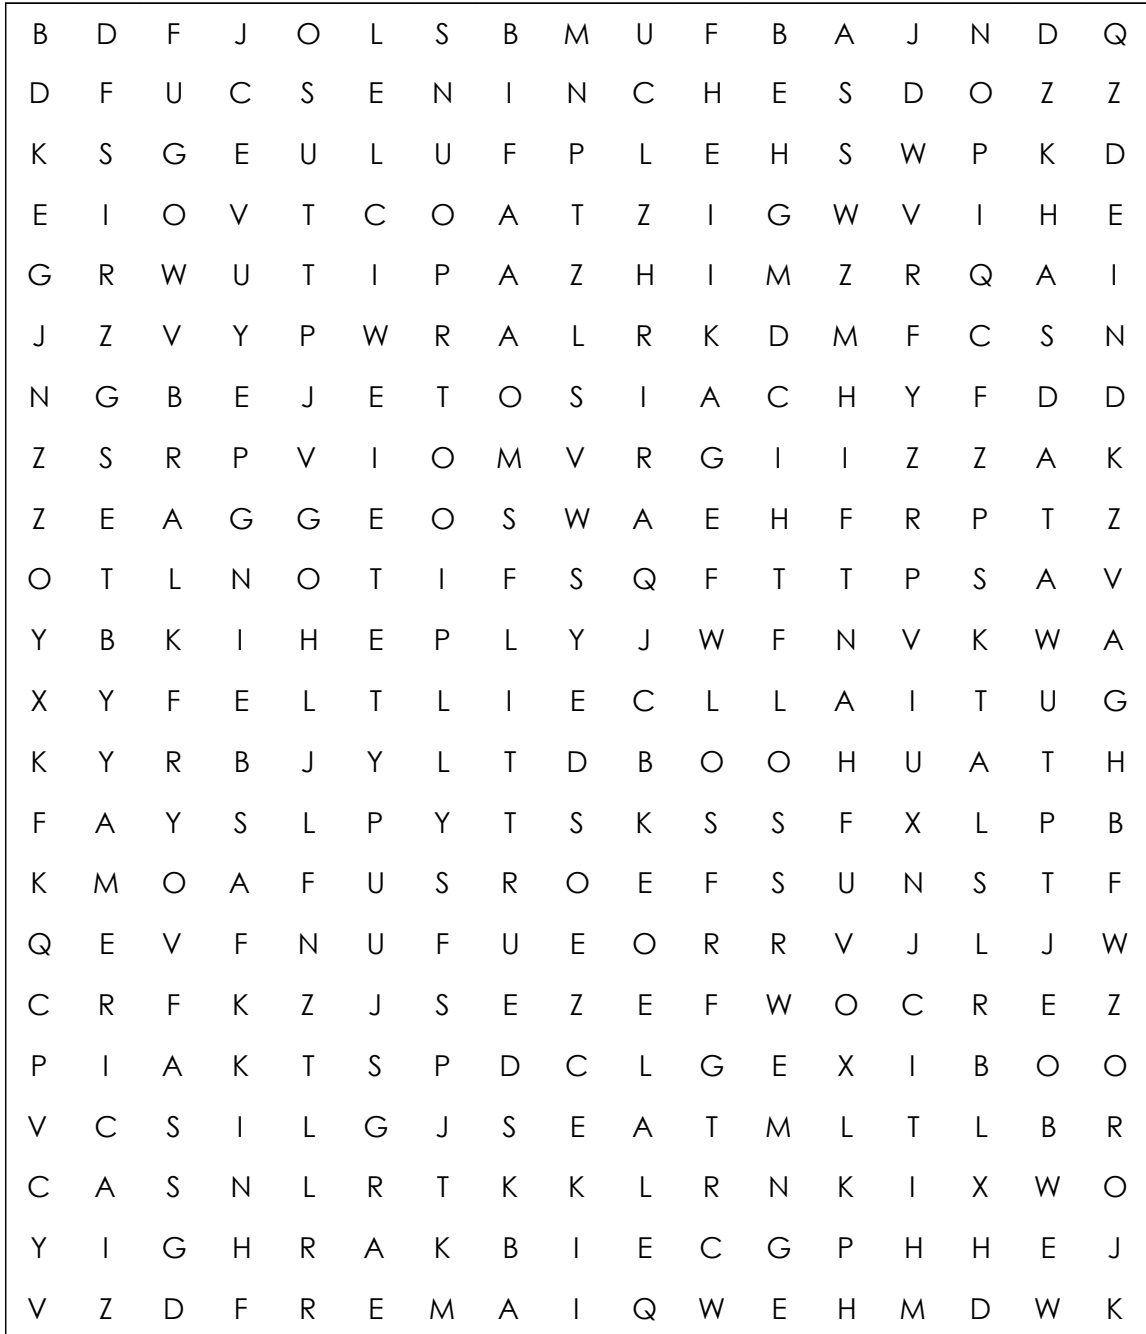 B D F J O L S B M U F B A J N D Q
D F U C S E N I N C H E S D O Z Z
K S G E U L U F P L E H S W P K D
E I O V T C O A T Z I G W V I H E
G R W U T I P A Z H I M Z R Q A I
J Z V Y P W R A L R K D M F C S N
N G B E J E T O S I A C H Y F D D
Z S R P V I O M V R G I I Z Z A K
Z E A G G E O S W A E H F R P T Z
O T L N O T I F S Q F T T P S A V
Y B K I H E P L Y J W F N V K W A
X Y F E L T L I E C L L A I T U G
K Y R B J Y L T D B O O H U A T H
F A Y S L P Y T S K S S F X L P B
K M O A F U S R O E F S U N S T F
Q E V F N U F U E O R R V J L J W
C R F K Z J S E Z E F W O C R E Z
P I A K T S P D C L G E X I B O O
V C S I L G J S E A T M L T L B R
C A S N L R T K K L R N K I X W O
Y I G H R A K B I E C G P H H E J
V Z D F R E M A I Q W E H M D W K